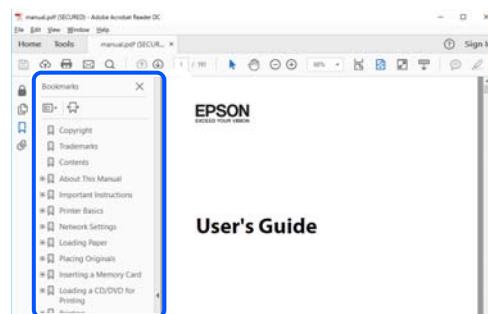 manual.pdf (SECURED) - Adobe Acrobat Reader DC
File Edit View Window Help
Home Tools manual.pdf (SECUR... × Sign I
1
Bookmarks
EPSON
EXCEED YOUR VISION
Copyright
Trademarks
Contents
About This Manual
Important Instructions
Printer Basics
Network Settings
User's Guide
Loading Paper
Placing Originals
Inserting a Memory Card
Loading a CD/DVD for
Printing
Printing